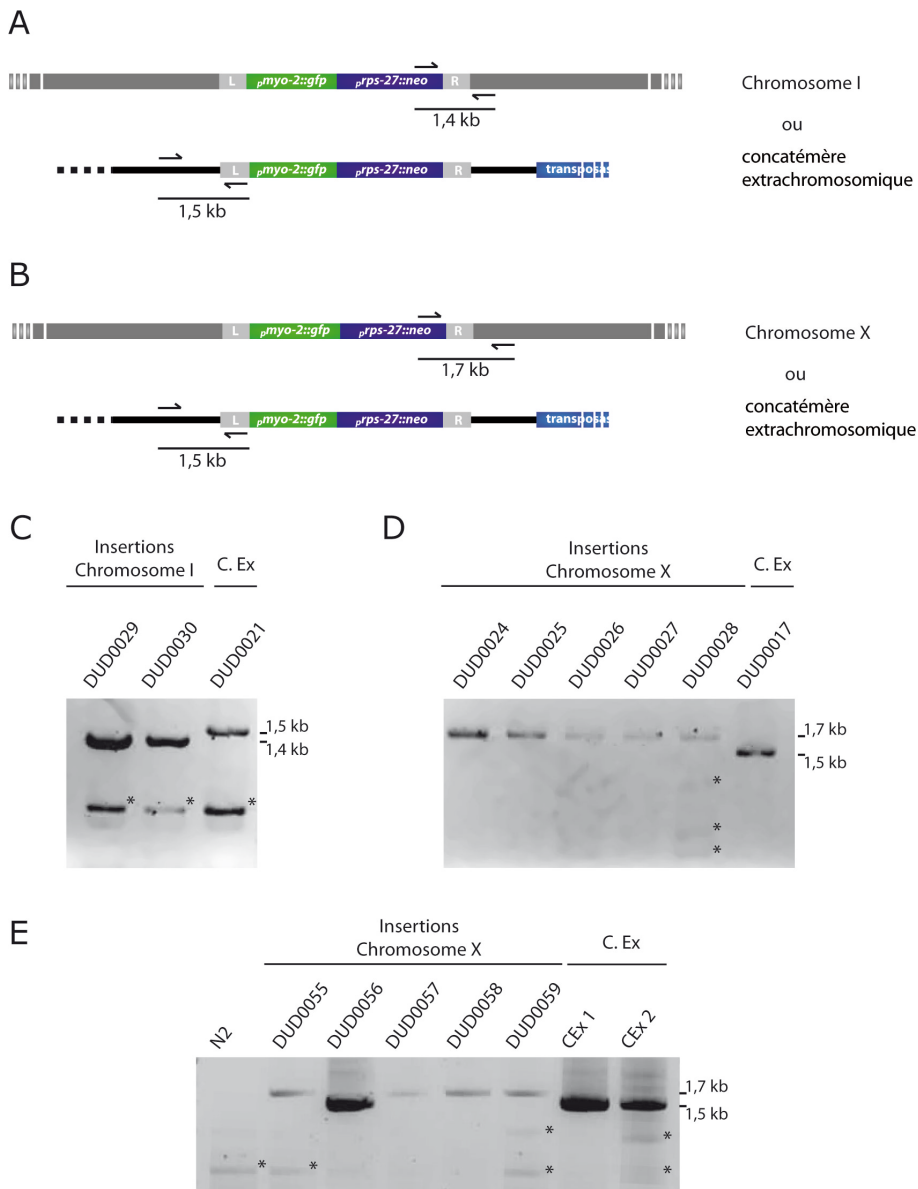 A
L pmyo-2::gfp prps-27::neo R
Chromosome I
1,4 kb
ou
concatémère
extrachromosomique
L pmyo-2::gfp prps-27::neo R transposas
1,5 kb
B
L pmyo-2::gfp prps-27::neo R
Chromosome X
1,7 kb
ou
concatémère
extrachromosomique
L pmyo-2::gfp prps-27::neo R transposas
1,5 kb
C
Insertions
Chromosome I
C. Ex
DUD0029 DUD0030 DUD0021
1,5 kb
1,4 kb
* * *
D
Insertions
Chromosome X
C. Ex
DUD0024 DUD0025 DUD0026 DUD0027 DUD0028 DUD0017
1,7 kb
1,5 kb
*
*
*
E
Insertions
Chromosome X
C. Ex
N2 DUD0055 DUD0056 DUD0057 DUD0058 DUD0059 CEx 1 CEx 2
1,7 kb
1,5 kb
* *
* * * *